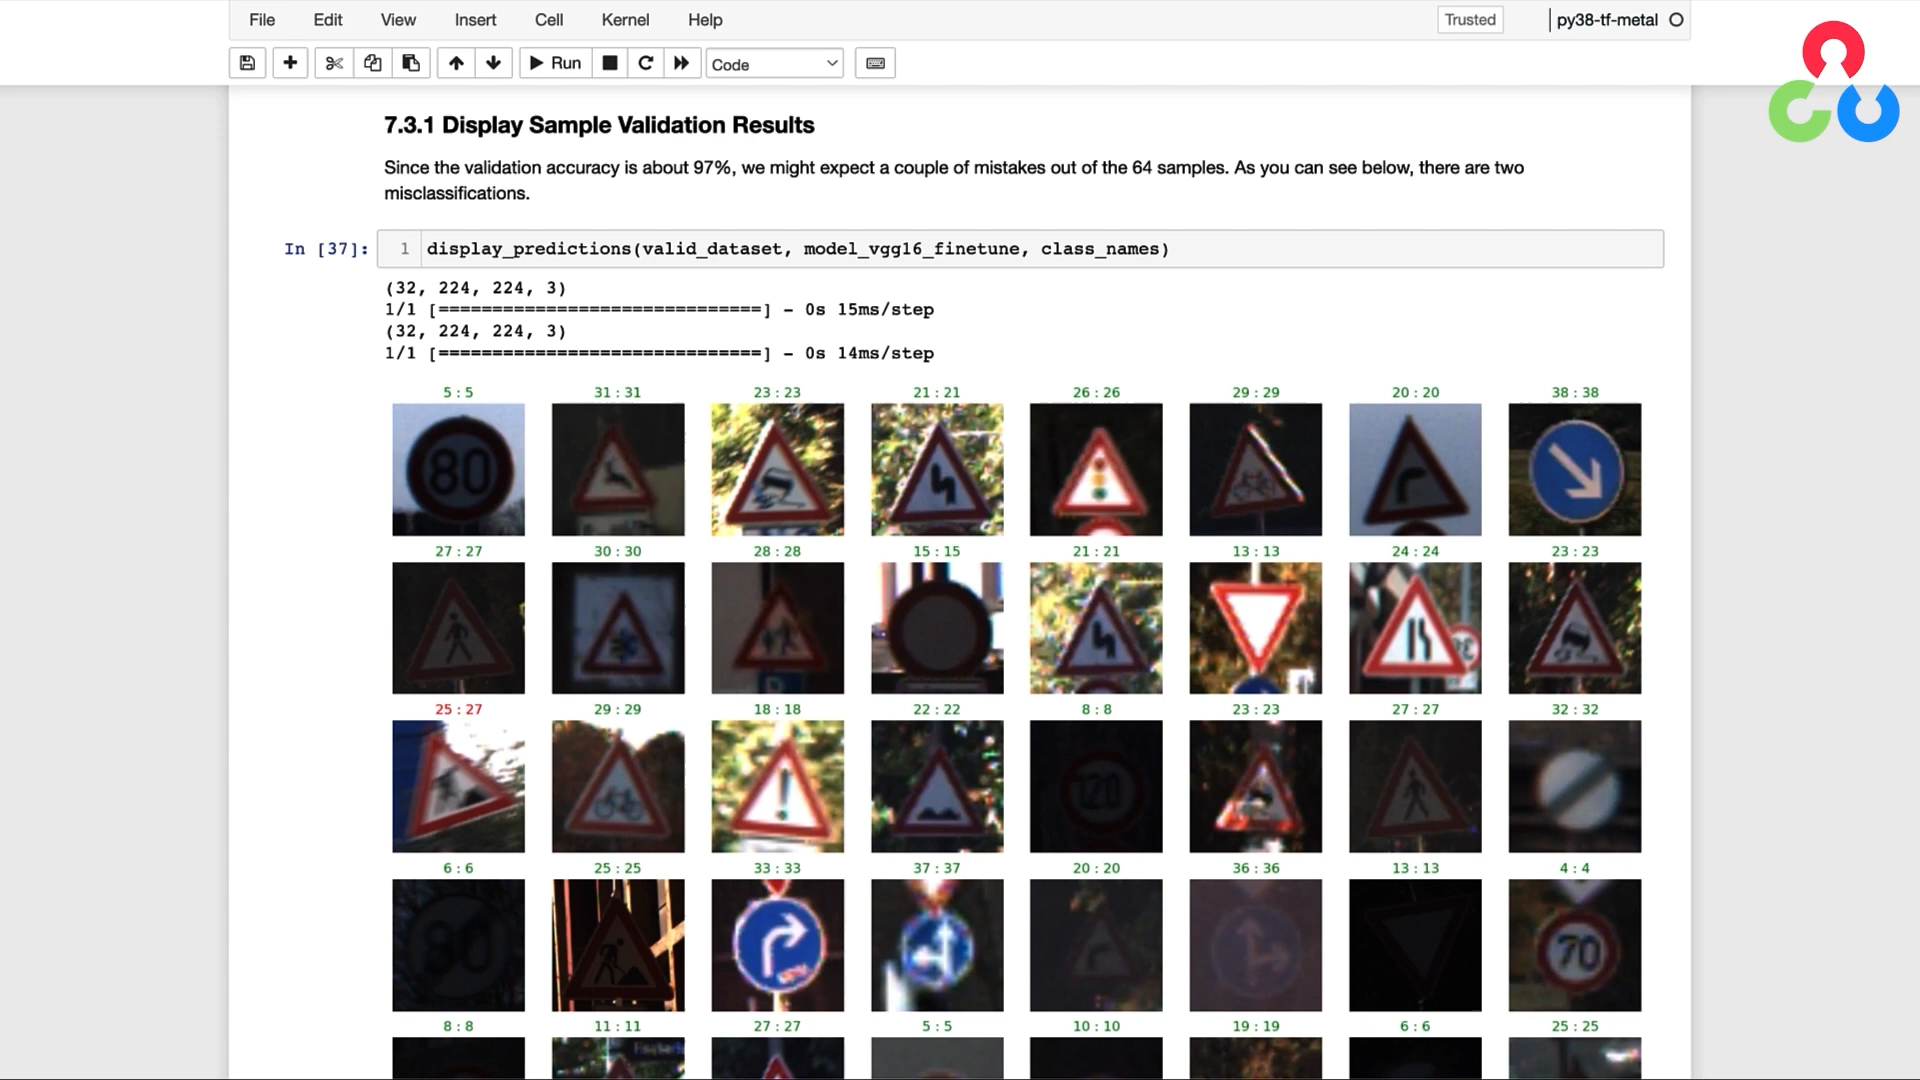 File Edit View Insert Cell Kernel Help Trusted py38-tf-metal
Run Code
7.3.1 Display Sample Validation Results
Since the validation accuracy is about 97%, we might expect a couple of mistakes out of the 64 samples. As you can see below, there are two
misclassifications.
In [37]: 1 display_predictions(valid_dataset, model_vgg16_finetune, class_names)
(32, 224, 224, 3)
1/1 [==============================] - 0s 15ms/step
(32, 224, 224, 3)
1/1 [==============================] - 0s 14ms/step
5 : 5 31 : 31 23 : 23 21 : 21 26 : 26 29 : 29 20 : 20 38 : 38
80
27 : 27 30 : 30 28 : 28 15 : 15 21 : 21 13 : 13 24 : 24 23 : 23
25 : 27 29 : 29 18 : 18 22 : 22 8 : 8 23 : 23 27 : 27 32 : 32
! 120
6 : 6 25 : 25 33 : 33 37 : 37 20 : 20 36 : 36 13 : 13 4 : 4
80 70
8 : 8 11 : 11 27 : 27 5 : 5 10 : 10 19 : 19 6 : 6 25 : 25